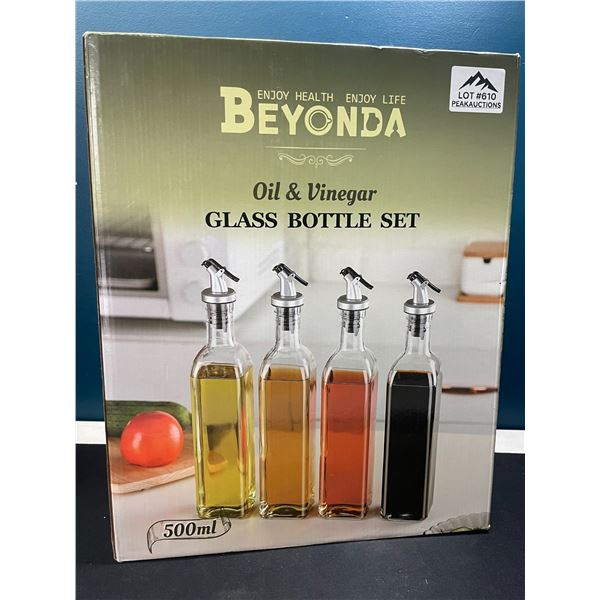 ENJOY HEALTH ENJOY LIFE
BEYONDA
LOT #610
PEAKAUCTIONS
Oil & Vinegar
GLASS BOTTLE SET
500ml